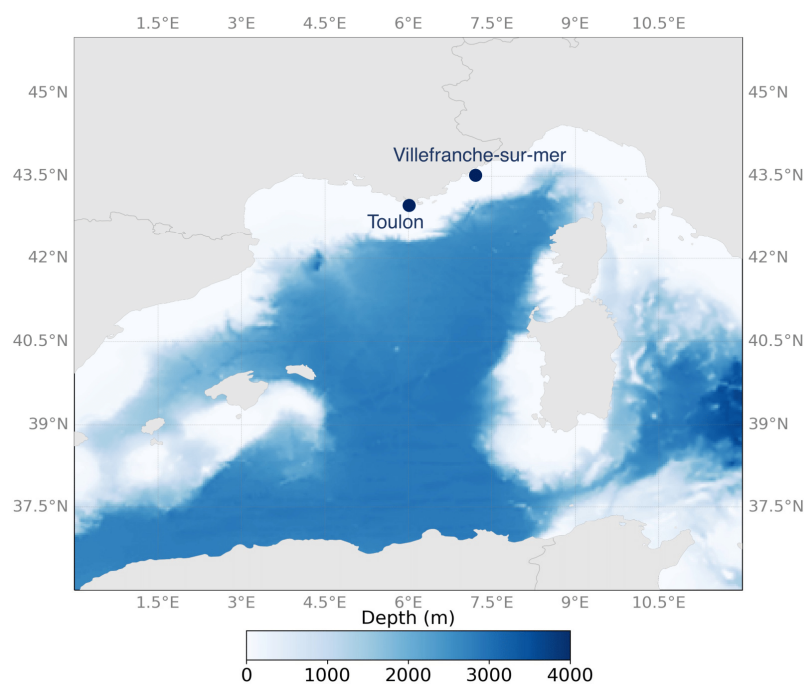 1.5°E 3°E 4.5°E 6°E 7.5°E 9°E 10.5°E
45°N 45°N
Villefranche-sur-mer
43.5°N 43.5°N
Toulon
42°N 42°N
40.5°N 40.5°N
39°N 39°N
37.5°N 37.5°N
1.5°E 3°E 4.5°E 6°E 7.5°E 9°E 10.5°E
Depth (m)
0 1000 2000 3000 4000